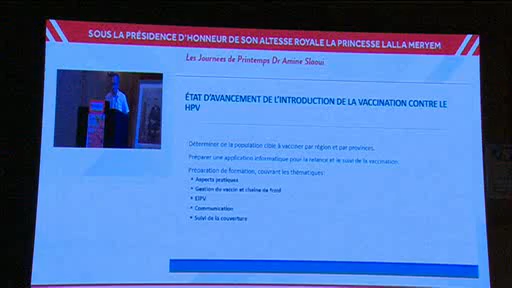 SOUS LA PRÉSIDENCE D'HONNEUR DE SON ALTESSE ROYALE LA PRINCESSE LALLA MERYEM
Les Journées de Printemps Dr Amine Slaoui
ÉTAT D'AVANCEMENT DE L'INTRODUCTION DE LA VACCINATION CONTRE LE
HPV
Déterminer de la population cible à vacciner par région et par provinces.
Préparer une application informatique pour la relance et le suivi de la vaccination.
Préparation de formation, couvrant les thématiques:
• Aspects pratiques
• Gestion du vaccin et chaine de froid
• EIPV
• Communication
• Suivi de la couverture